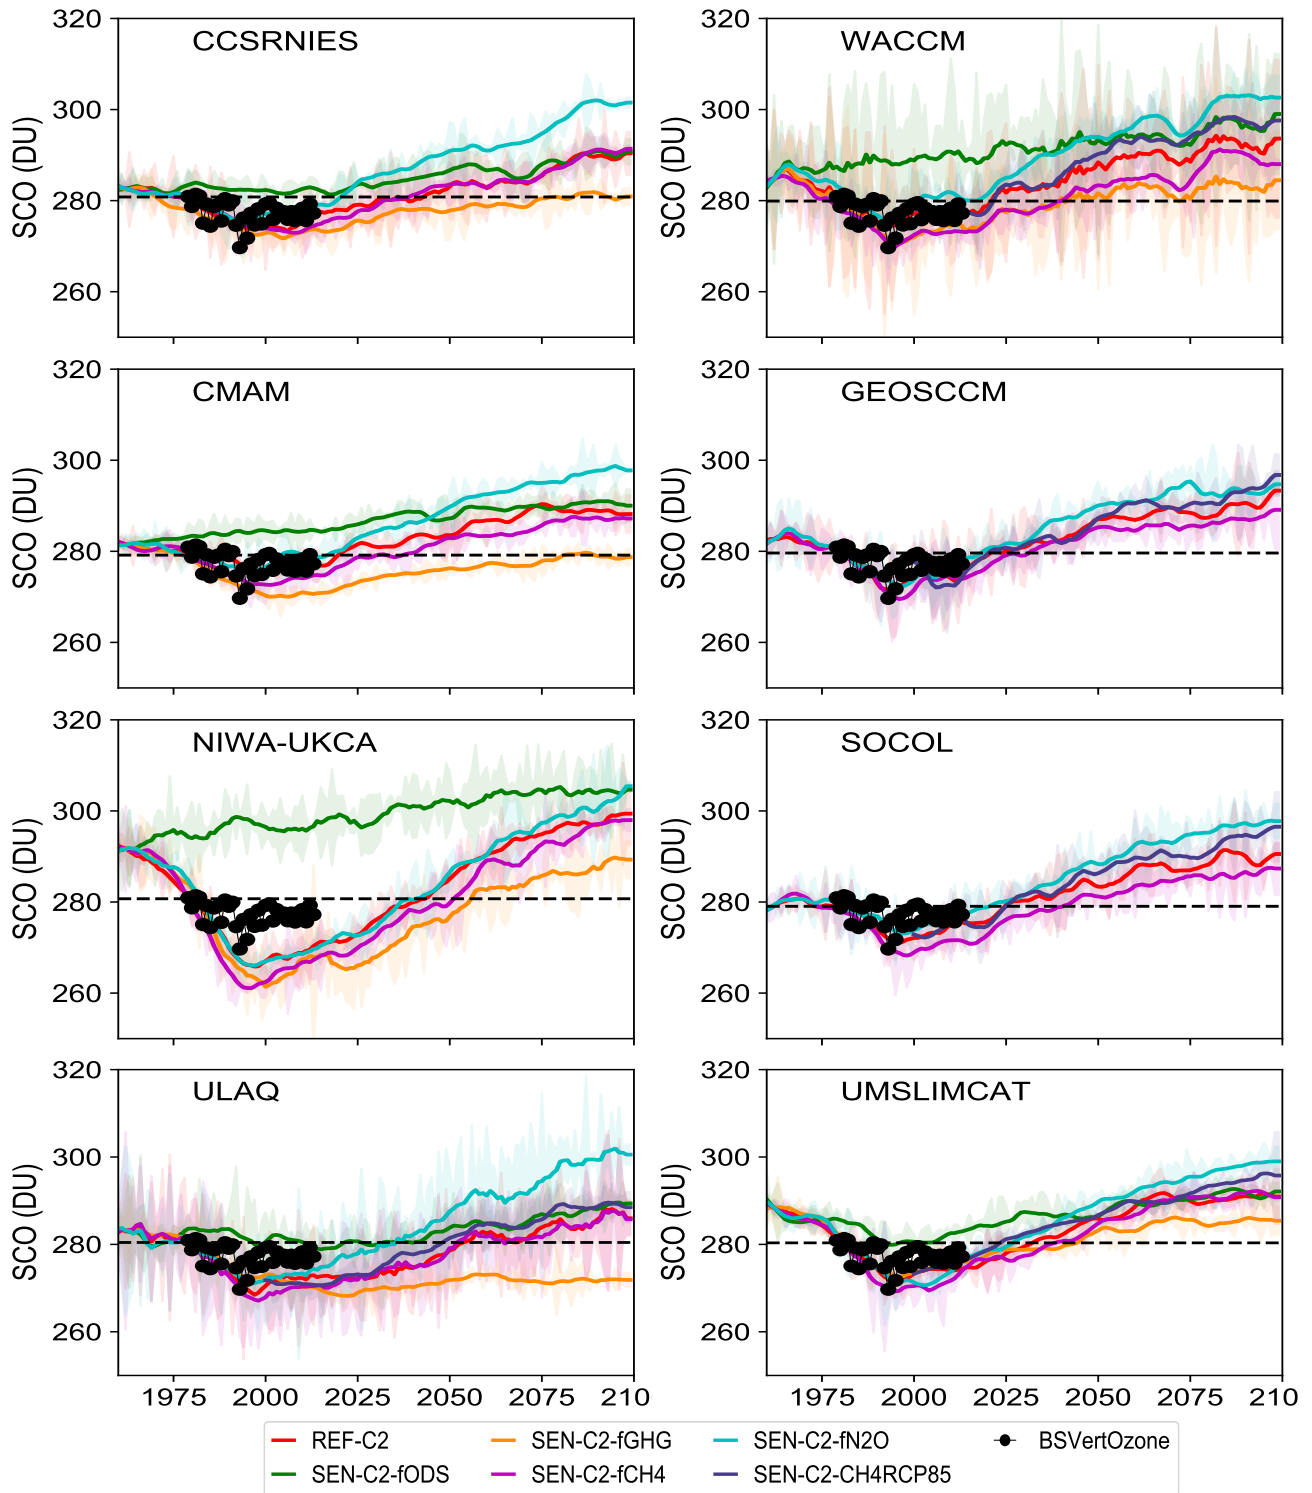 320
CCSRNIES
300
280
260
SCO (DU)
320
WACCM
300
280
260
SCO (DU)
320
CMAM
300
280
260
SCO (DU)
320
GEOSCCM
300
280
260
SCO (DU)
320
NIWA-UKCA
300
280
260
SCO (DU)
320
SOCOL
300
280
260
SCO (DU)
320
ULAQ
300
280
260
SCO (DU)
1975 2000 2025 2050 2075 210
320
UMSLIMCAT
300
280
260
SCO (DU)
1975 2000 2025 2050 2075 210
REF-C2 SEN-C2-fGHG SEN-C2-fN2O BSVertOzone
SEN-C2-fODS SEN-C2-fCH4 SEN-C2-CH4RCP85